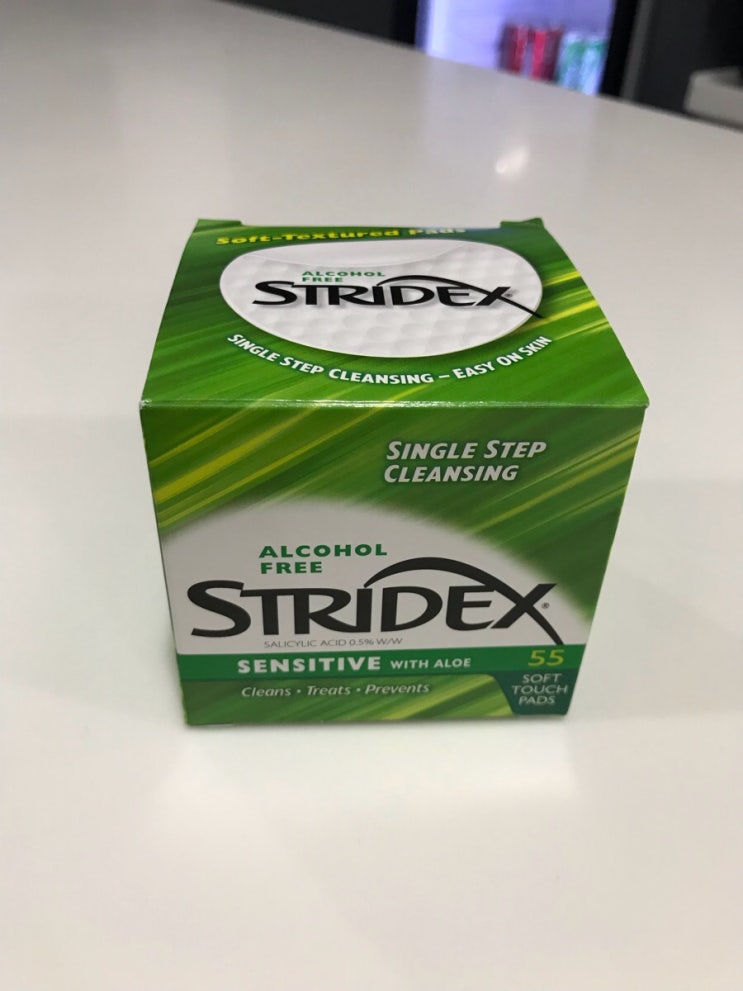 Soft-Textured Pads
ALCOHOL
FREE
STRIDEX
SINGLE STEP CLEANSING – EASY ON SKIN
SINGLE STEP
CLEANSING
ALCOHOL
FREE
STRIDEX®
SALICYLIC ACID 0.5% W/W
SENSITIVE WITH ALOE
Cleans • Treats • Prevents
55
SOFT
TOUCH
PADS